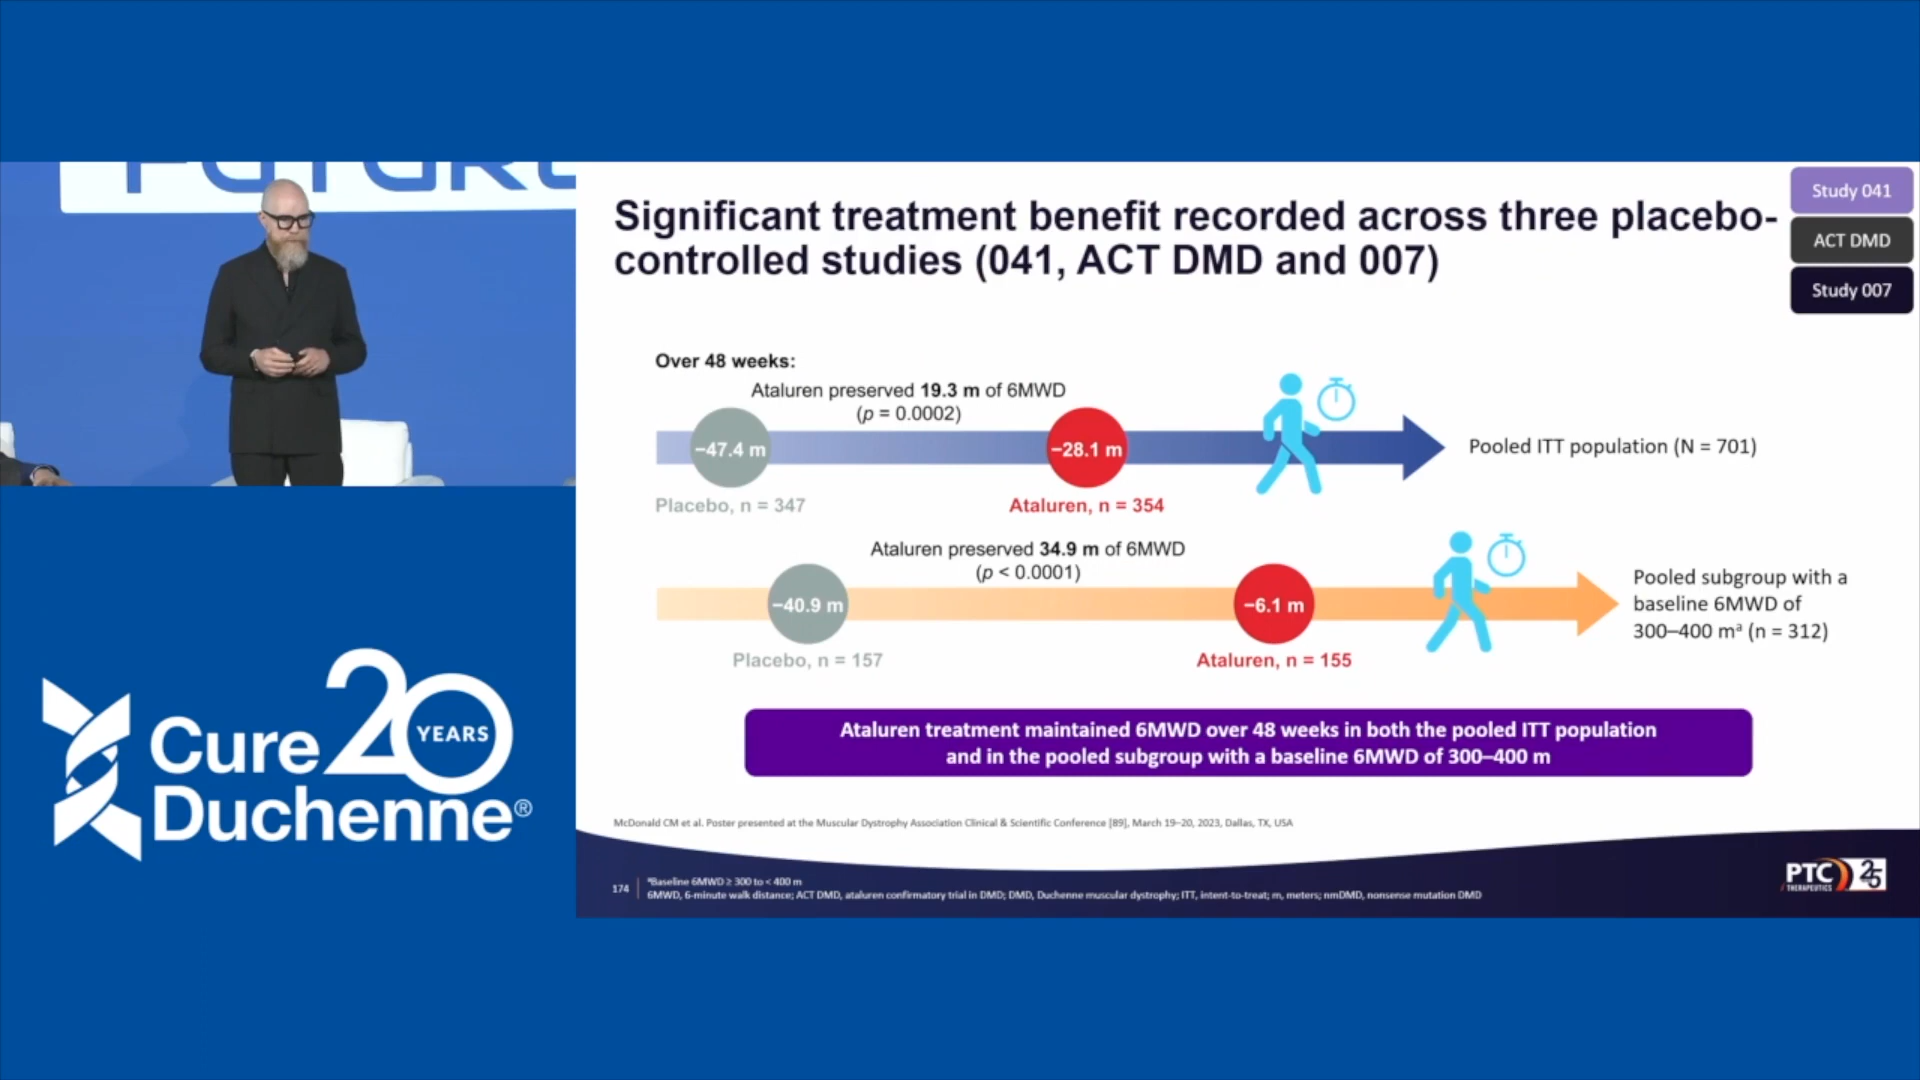 FUTURE
Significant treatment benefit recorded across three placebo-
controlled studies (041, ACT DMD and 007)
Study 041
ACT DMD
Study 007
Over 48 weeks:
Ataluren preserved 19.3 m of 6MWD
(p = 0.0002)
−47.4 m
−28.1 m
Pooled ITT population (N = 701)
Placebo, n = 347
Ataluren, n = 354
Ataluren preserved 34.9 m of 6MWD
(p < 0.0001)
−40.9 m
−6.1 m
Pooled subgroup with a
baseline 6MWD of
300–400 mᵃ (n = 312)
Placebo, n = 157
Ataluren, n = 155
Ataluren treatment maintained 6MWD over 48 weeks in both the pooled ITT population
and in the pooled subgroup with a baseline 6MWD of 300–400 m
McDonald CM et al. Poster presented at the Muscular Dystrophy Association Clinical & Scientific Conference [89], March 19–20, 2023, Dallas, TX, USA
174
ᵃBaseline 6MWD ≥ 300 to < 400 m
6MWD, 6-minute walk distance; ACT DMD, ataluren confirmatory trial in DMD; DMD, Duchenne muscular dystrophy; ITT, intent-to-treat; m, meters; nmDMD, nonsense mutation DMD
PTC
THERAPEUTICS
25
Cure 20 YEARS
Duchenne®